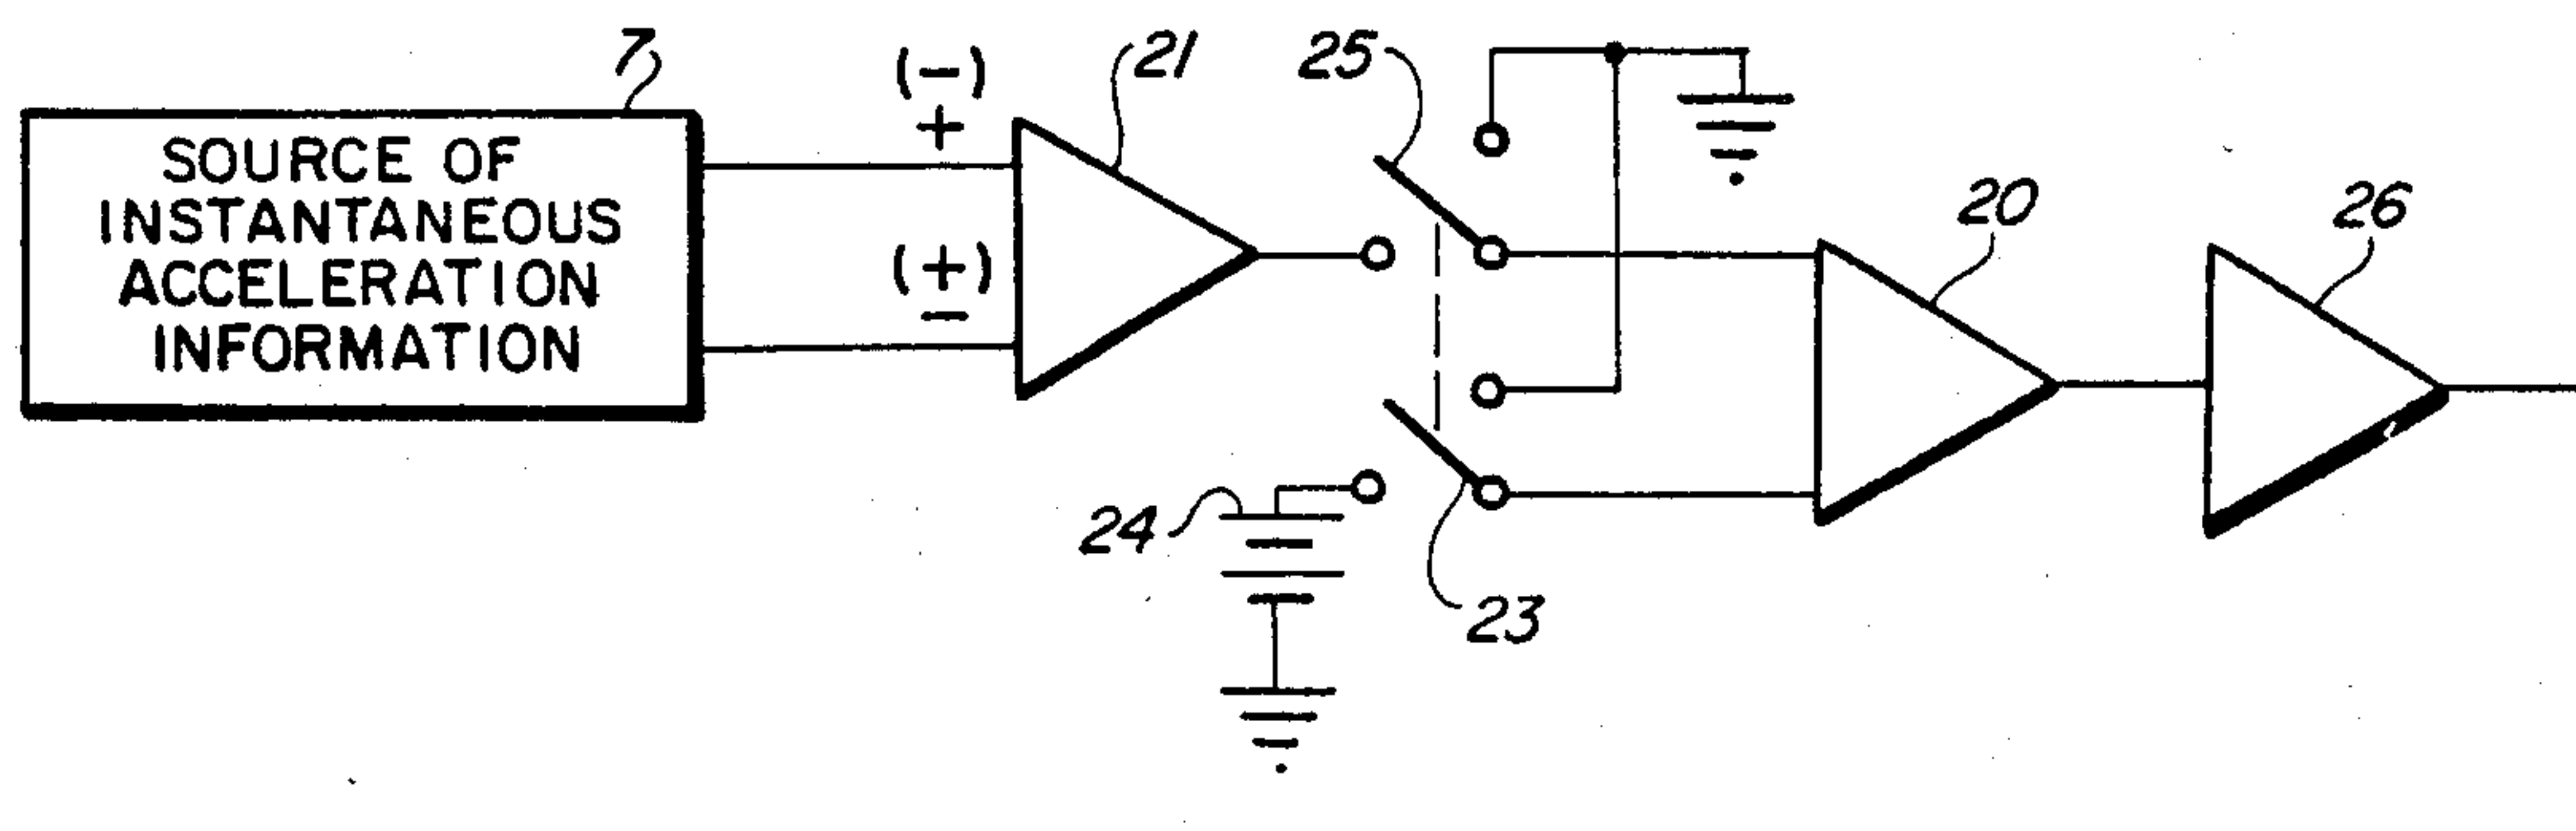 7
(-)
+
21
25
SOURCE OF
INSTANTANEOUS
ACCELERATION
INFORMATION
(+)
-
20
26
24
23